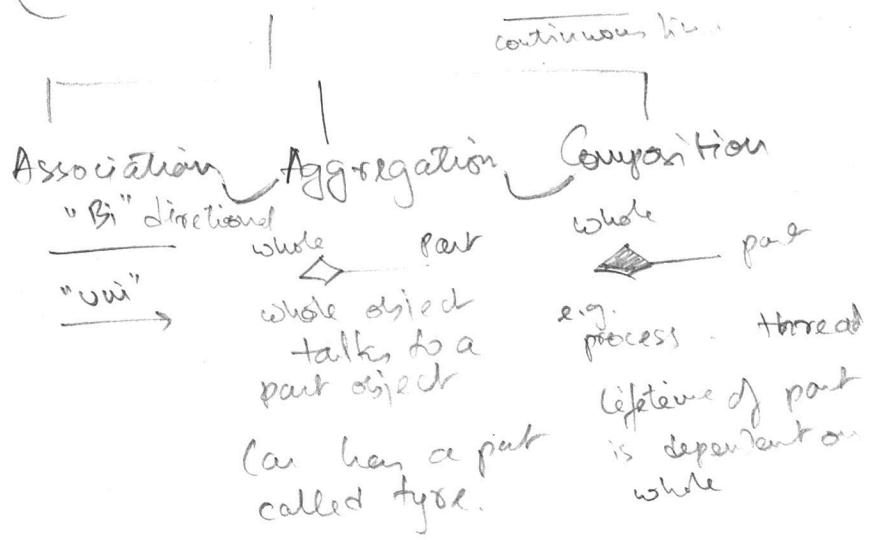 continuous
Association Aggregation Composition
"Bi" directional
"uni"
whole part
whole object
talks to a
part object
Car has a part
called tyre.
whole
part
e.g.
process . thread
lifetime of part
is dependent on
whole